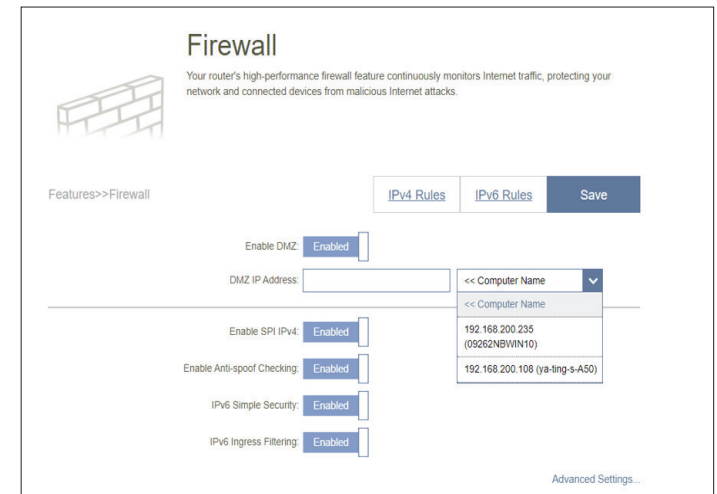 Firewall
Your router's high-performance firewall feature continuously monitors Internet traffic, protecting your
network and connected devices from malicious Internet attacks.
Features>>Firewall
IPv4 Rules
IPv6 Rules
Save
Enable DMZ: Enabled
DMZ IP Address: << Computer Name
<< Computer Name
192.168.200.235
(09262NBWIN10)
192.168.200.108 (ya-ting-s-A50)
Enable SPI IPv4: Enabled
Enable Anti-spoof Checking: Enabled
IPv6 Simple Security: Enabled
IPv6 Ingress Filtering: Enabled
Advanced Settings...